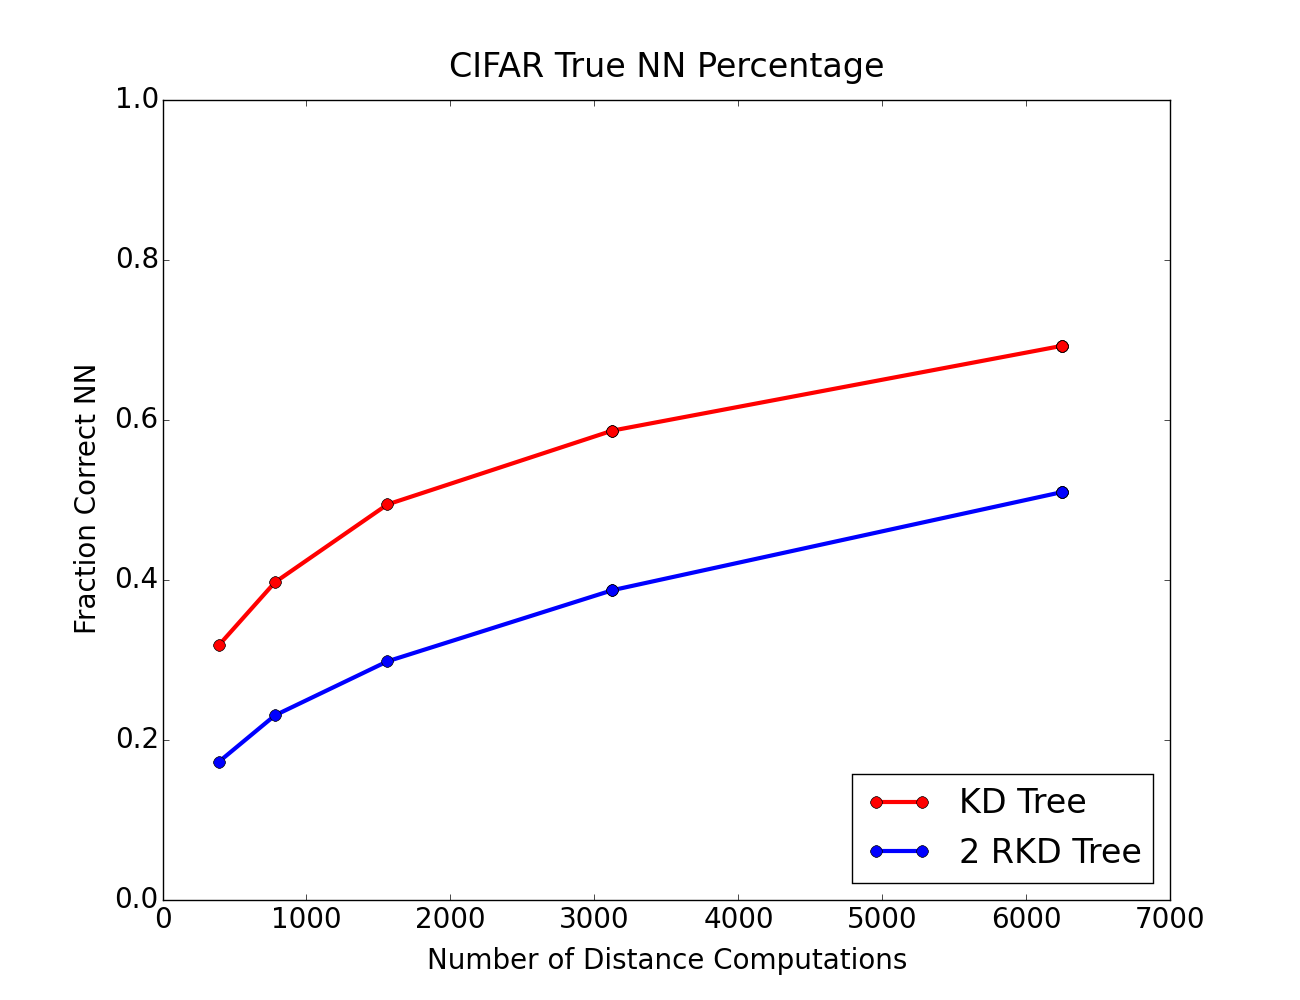 CIFAR True NN Percentage
1.0
0.8
0.6
0.4
0.2
0.0
Fraction Correct NN
0 1000 2000 3000 4000 5000 6000 7000
Number of Distance Computations
KD Tree
2 RKD Tree